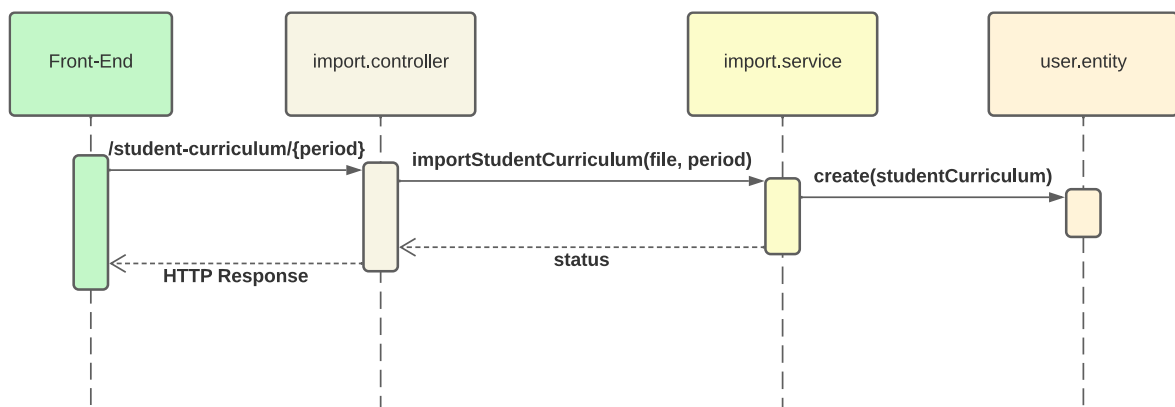 Front-End
import.controller
import.service
user.entity
/student-curriculum/{period}
importStudentCurriculum(file, period)
create(studentCurriculum)
status
HTTP Response